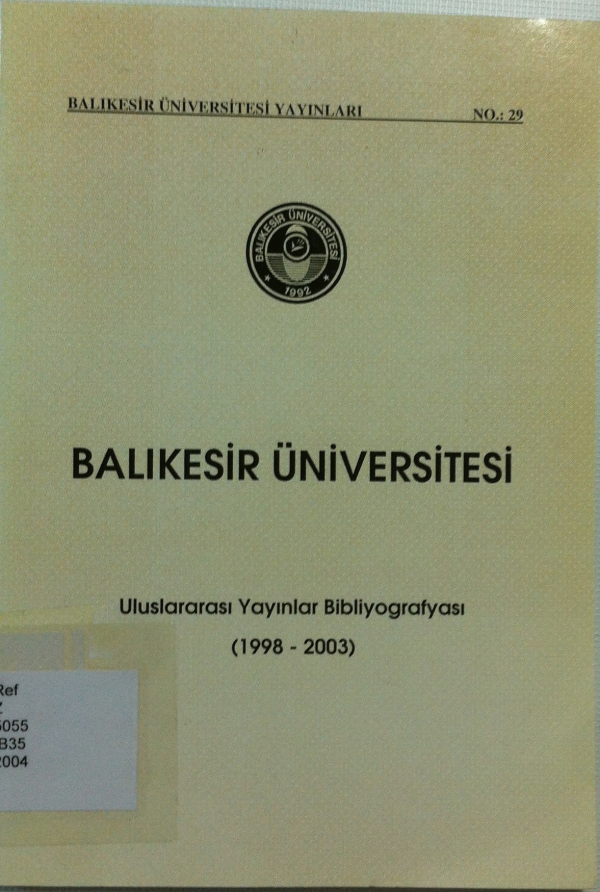 BALIKESİR ÜNİVERSİTESİ YAYINLARI NO.: 29
BALIKESİR ÜNİVERSİTESİ
1992
BALIKESİR ÜNİVERSİTESİ
Uluslararası Yayınlar Bibliyografyası
(1998 - 2003)
Ref
Z
5055
B35
2004